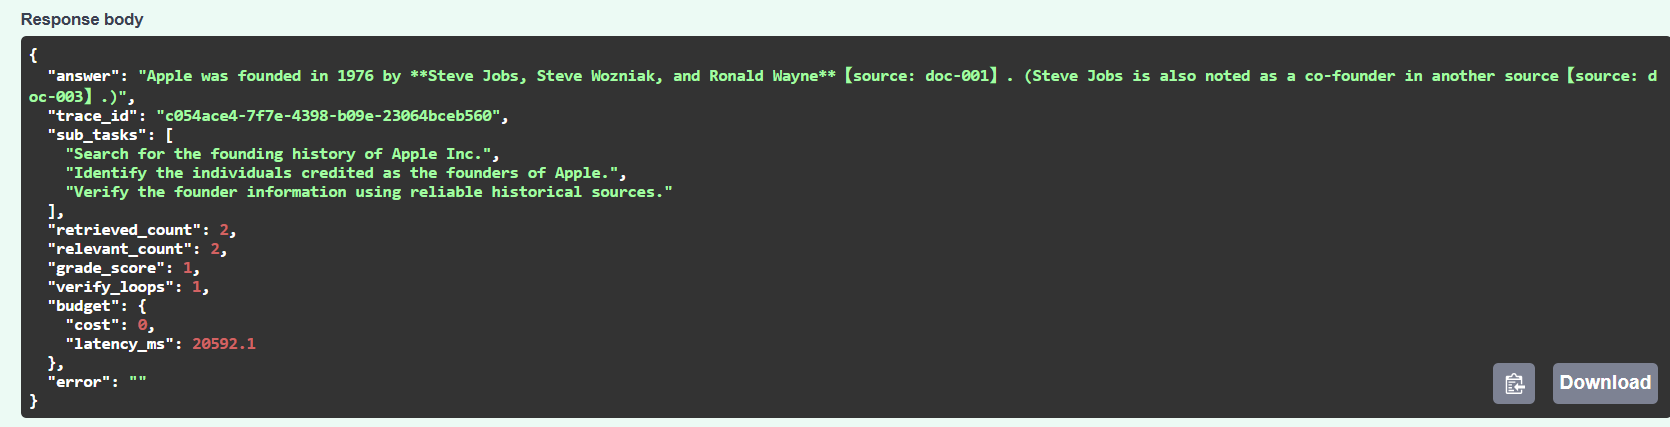 Response body
{
"answer": "Apple was founded in 1976 by **Steve Jobs, Steve Wozniak, and Ronald Wayne**【source: doc-001】. (Steve Jobs is also noted as a co-founder in another source【source: d
oc-003】.)",
"trace_id": "c054ace4-7f7e-4398-b09e-23064bceb560",
"sub_tasks": [
"Search for the founding history of Apple Inc.",
"Identify the individuals credited as the founders of Apple.",
"Verify the founder information using reliable historical sources."
],
"retrieved_count": 2,
"relevant_count": 2,
"grade_score": 1,
"verify_loops": 1,
"budget": {
"cost": 0,
"latency_ms": 20592.1
},
"error": ""
}
Download